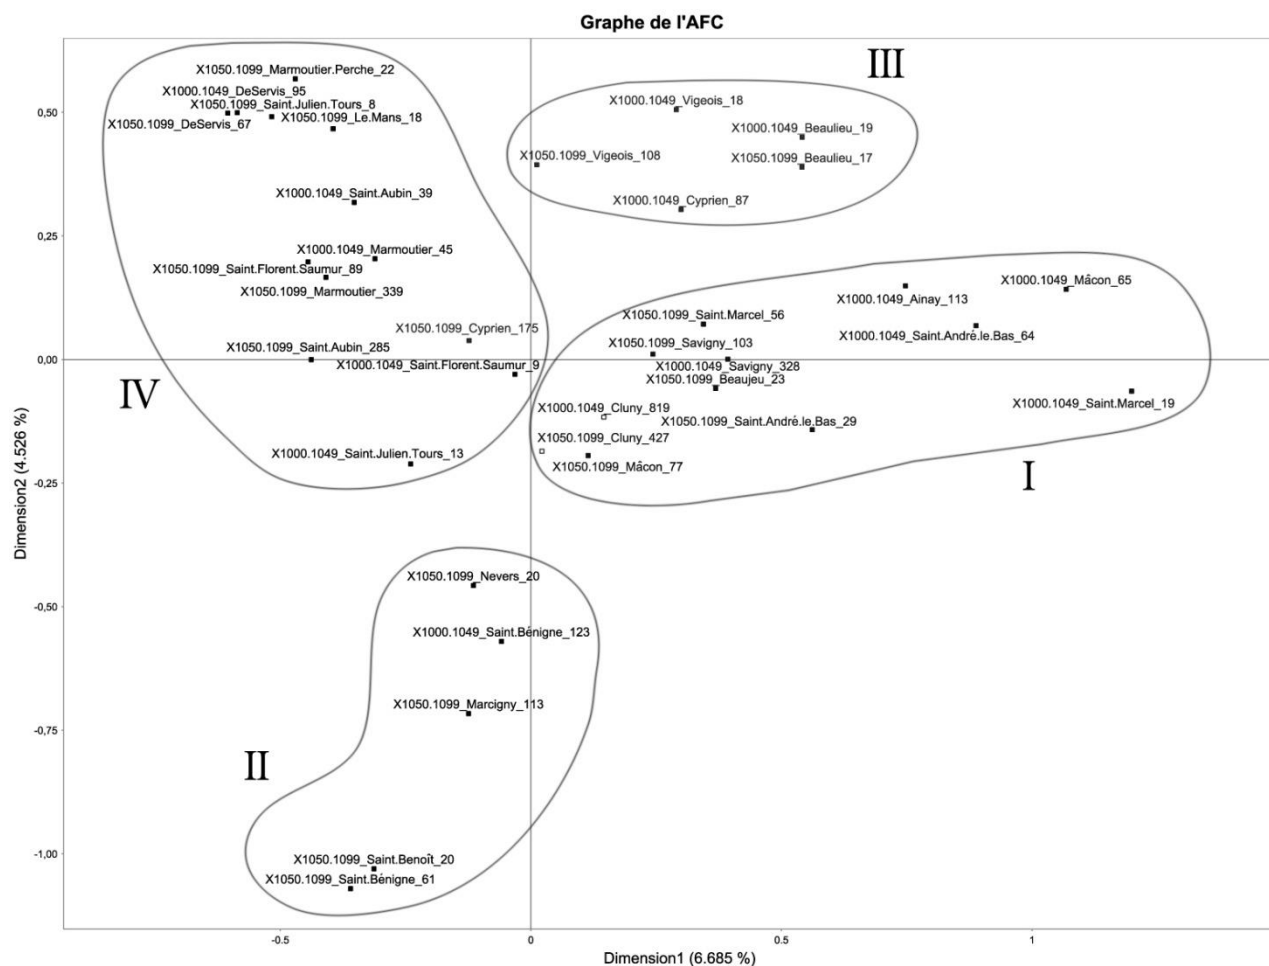 Graphe de l'AFC
III
X1050.1099_Marmoutier.Perche_22
X1000.1049_DeServis_95
X1050.1099_Saint.Julien.Tours_8
X1050.1099_DeServis_67
X1050.1099_Le.Mans_18
X1000.1049_Vigeois_18
X1000.1049_Beaulieu_19
X1050.1099_Vigeois_108
X1050.1099_Beaulieu_17
X1000.1049_Saint.Aubin_39
X1000.1049_Cyprien_87
X1000.1049_Marmoutier_45
X1050.1099_Saint.Florent.Saumur_89
X1050.1099_Marmoutier_339
X1000.1049_Mâcon_65
X1000.1049_Ainay_113
X1050.1099_Saint.Marcel_56
X1050.1099_Cyprien_175
X1000.1049_Saint.André.le.Bas_64
X1050.1099_Savigny_103
X1050.1099_Saint.Aubin_285
X1000.1049_Saint.Florent.Saumur_9
X1000.1049_Savigny_328
X1050.1099_Beaujeu_23
IV
X1000.1049_Saint.Marcel_19
X1000.1049_Cluny_819
X1050.1099_Saint.André.le.Bas_29
X1050.1099_Cluny_427
X1000.1049_Saint.Julien.Tours_13
X1050.1099_Mâcon_77
I
X1050.1099_Nevers_20
X1000.1049_Saint.Bénigne_123
X1050.1099_Marcigny_113
II
X1050.1099_Saint.Benoît_20
X1050.1099_Saint.Bénigne_61
0,50
0,25
0,00
-0,25
-0,50
-0,75
-1,00
Dimension2 (4.526 %)
-0.5
0
0.5
1
Dimension1 (6.685 %)